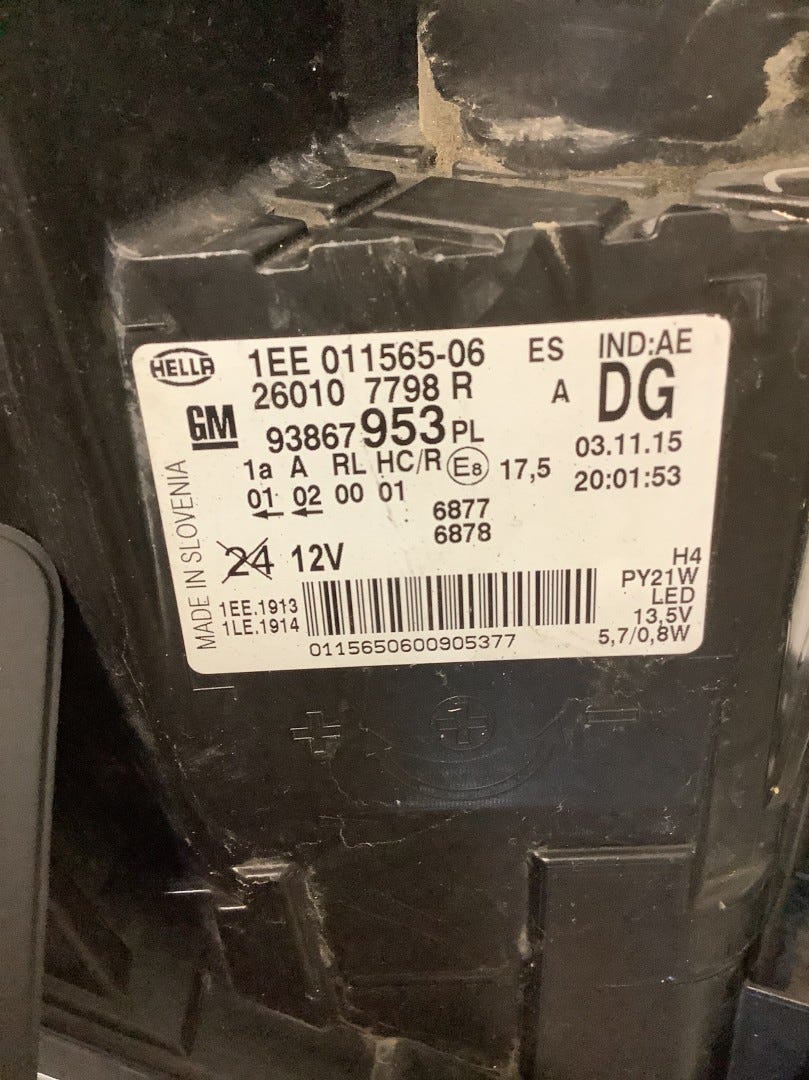 HELLA 1EE 011565-06 ES IND:AE
26010 7798 R A DG
GM 93867 953 PL 03.11.15
1a A RL HC/R E8 17,5 20:01:53
01 02 00 01
6877
6878
24 12V
H4
PY21W
LED
13,5V
5,7/0,8W
1EE.1913
1LE.1914
0115650600905377
MADE IN SLOVENIA